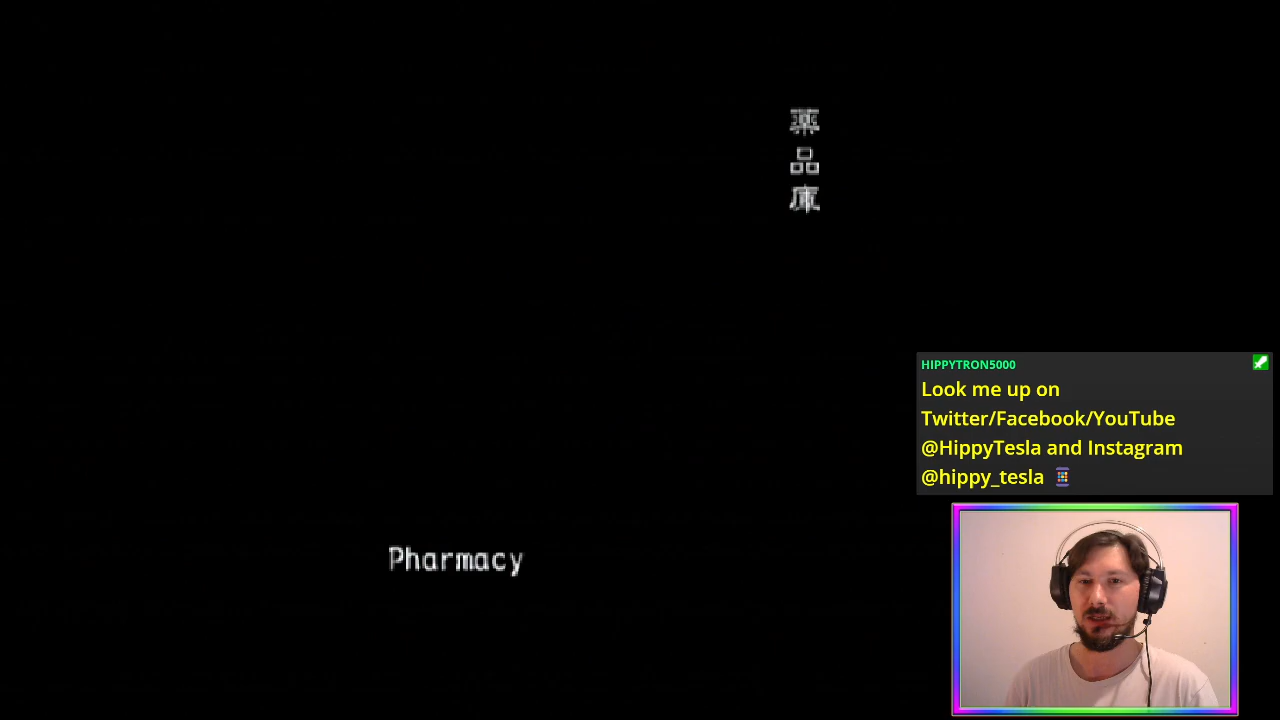 薬品庫
Pharmacy
HIPPYTRON5000
Look me up on
Twitter/Facebook/YouTube
@HippyTesla and Instagram
@hippy_tesla